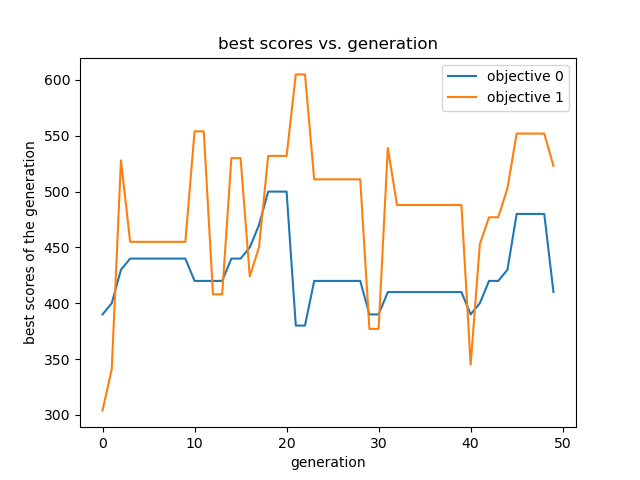 best scores vs. generation
objective 0
objective 1
best scores of the generation
600
550
500
450
400
350
300
0 10 20 30 40 50
generation